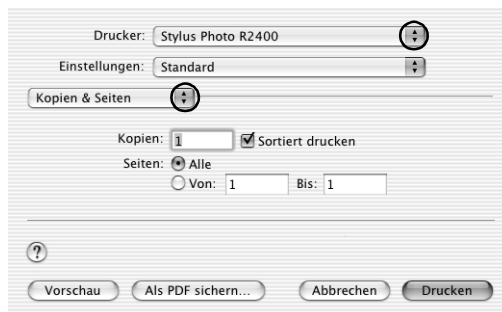 Drucker: Stylus Photo R2400
Einstellungen: Standard
Kopien & Seiten
Kopien: 1 Sortiert drucken
Seiten: Alle
Von: 1 Bis: 1
?
Vorschau Als PDF sichern... Abbrechen Drucken